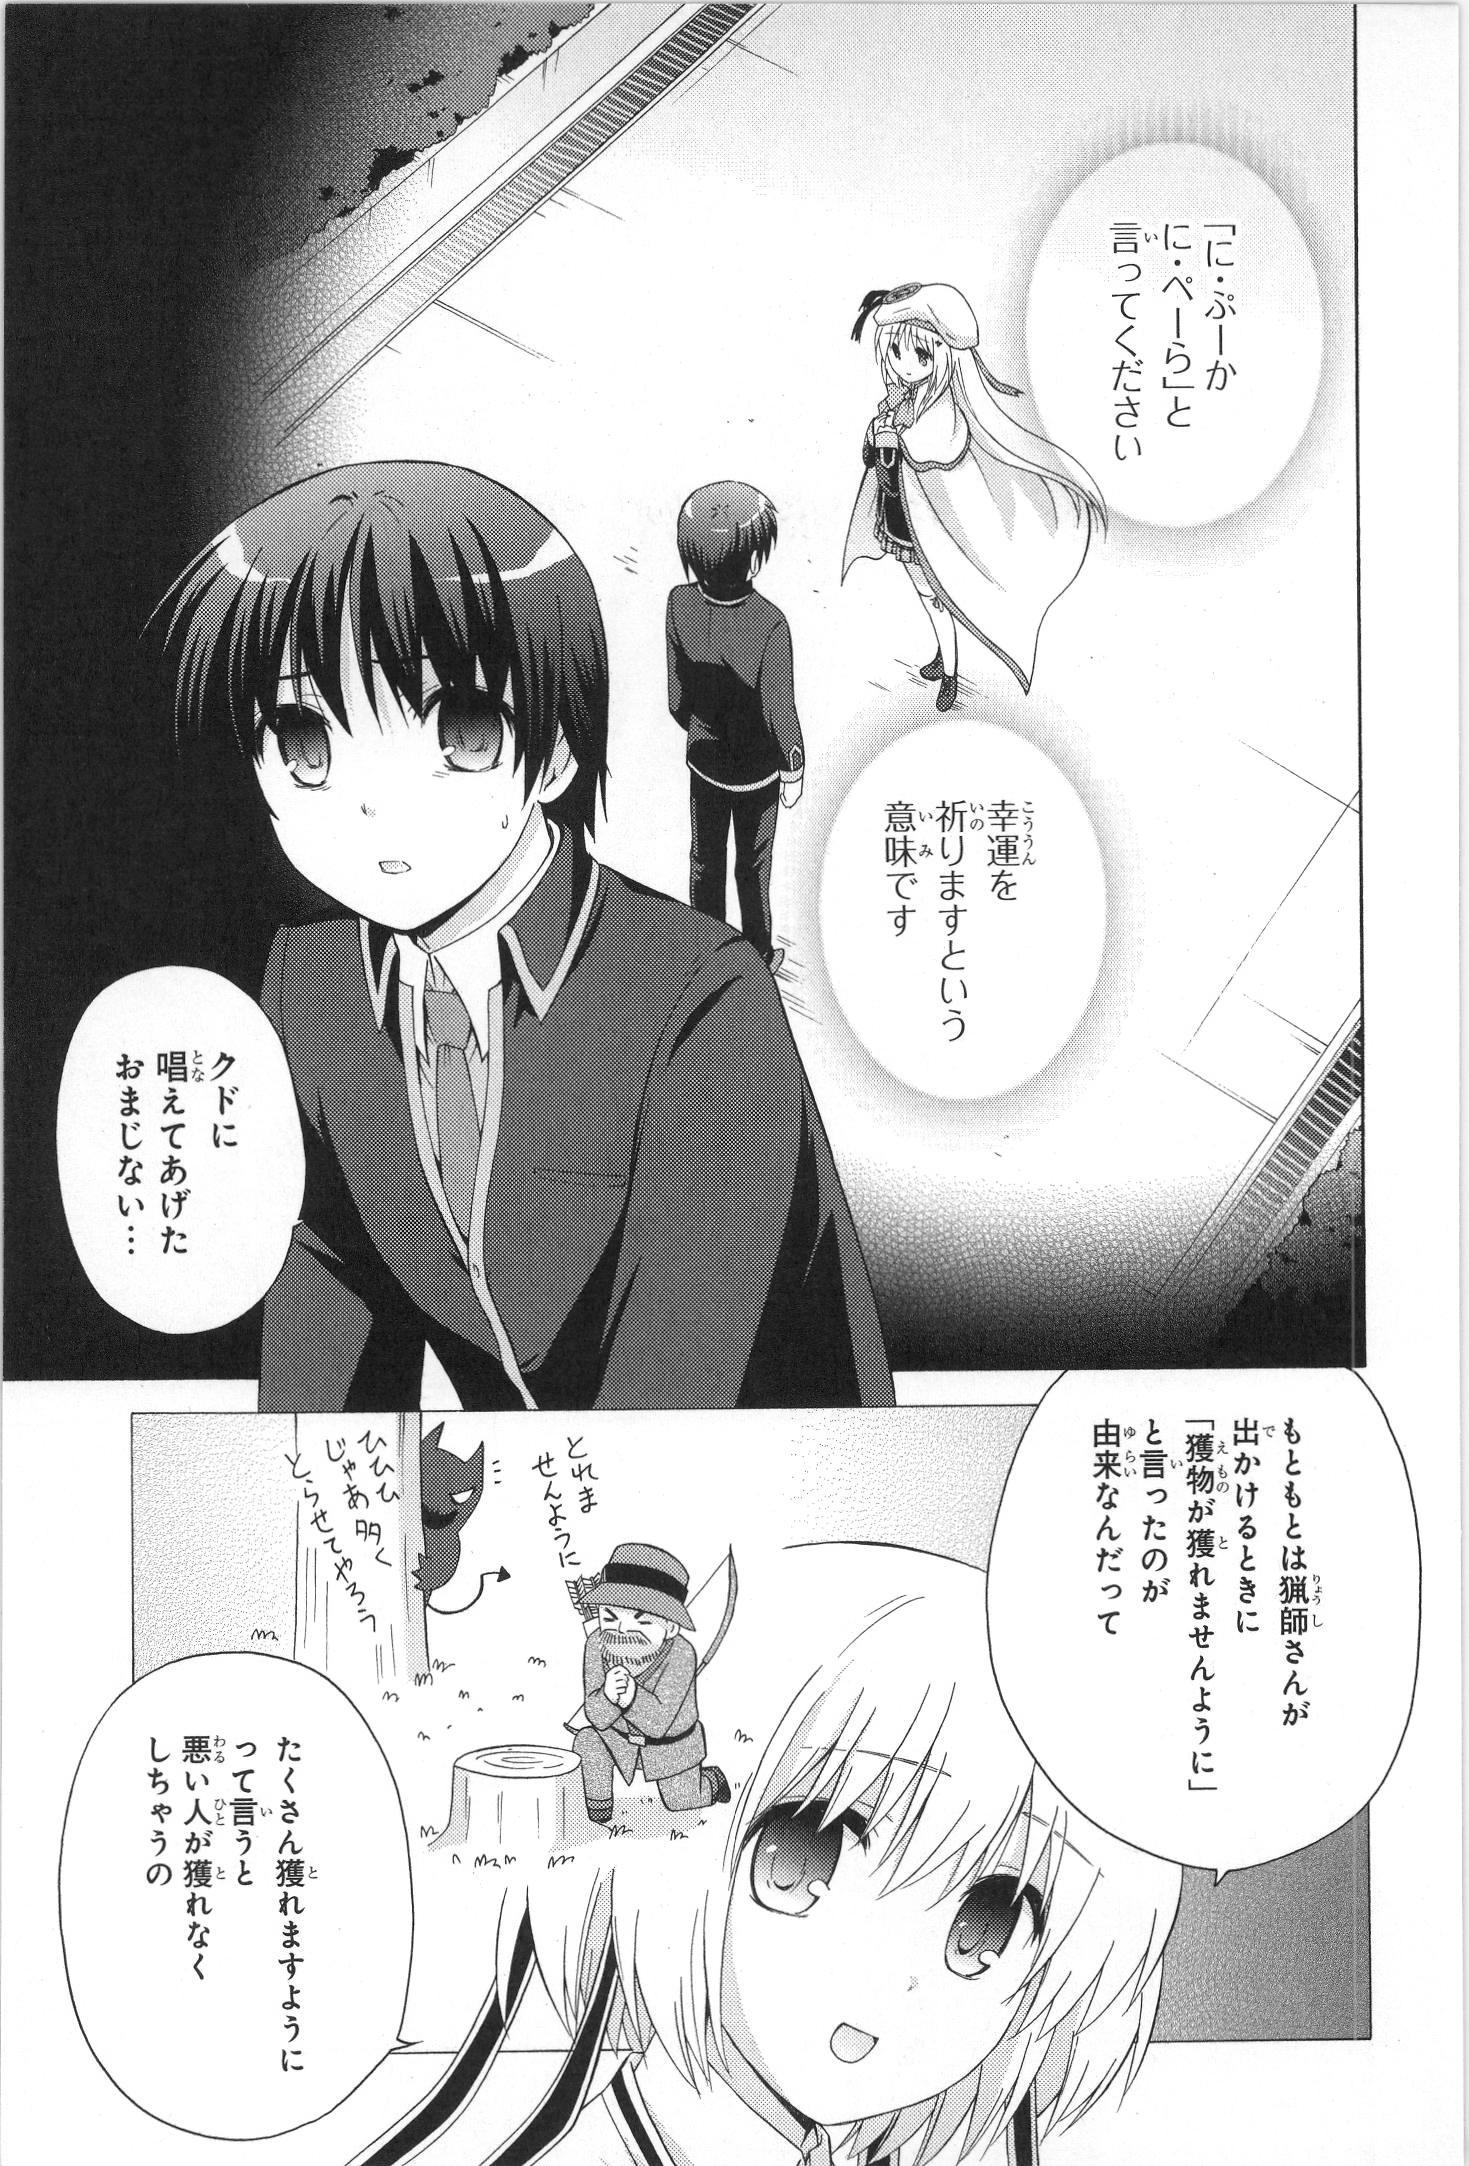 「に・ぷーか
に・ぺーら」と
言ってください
幸運を
祈りますという
意味です
クドに
唱えてあげた
おまじない…
もともとは猟師さんが
出かけるときに
「獲物が獲れませんように」
と言ったのが
由来なんだって
とれま
せんように
ヒヒヒ
じゃあ多く
とらせてやろう
たくさん獲れますように
って言うと
悪い人が獲れなく
しちゃうの